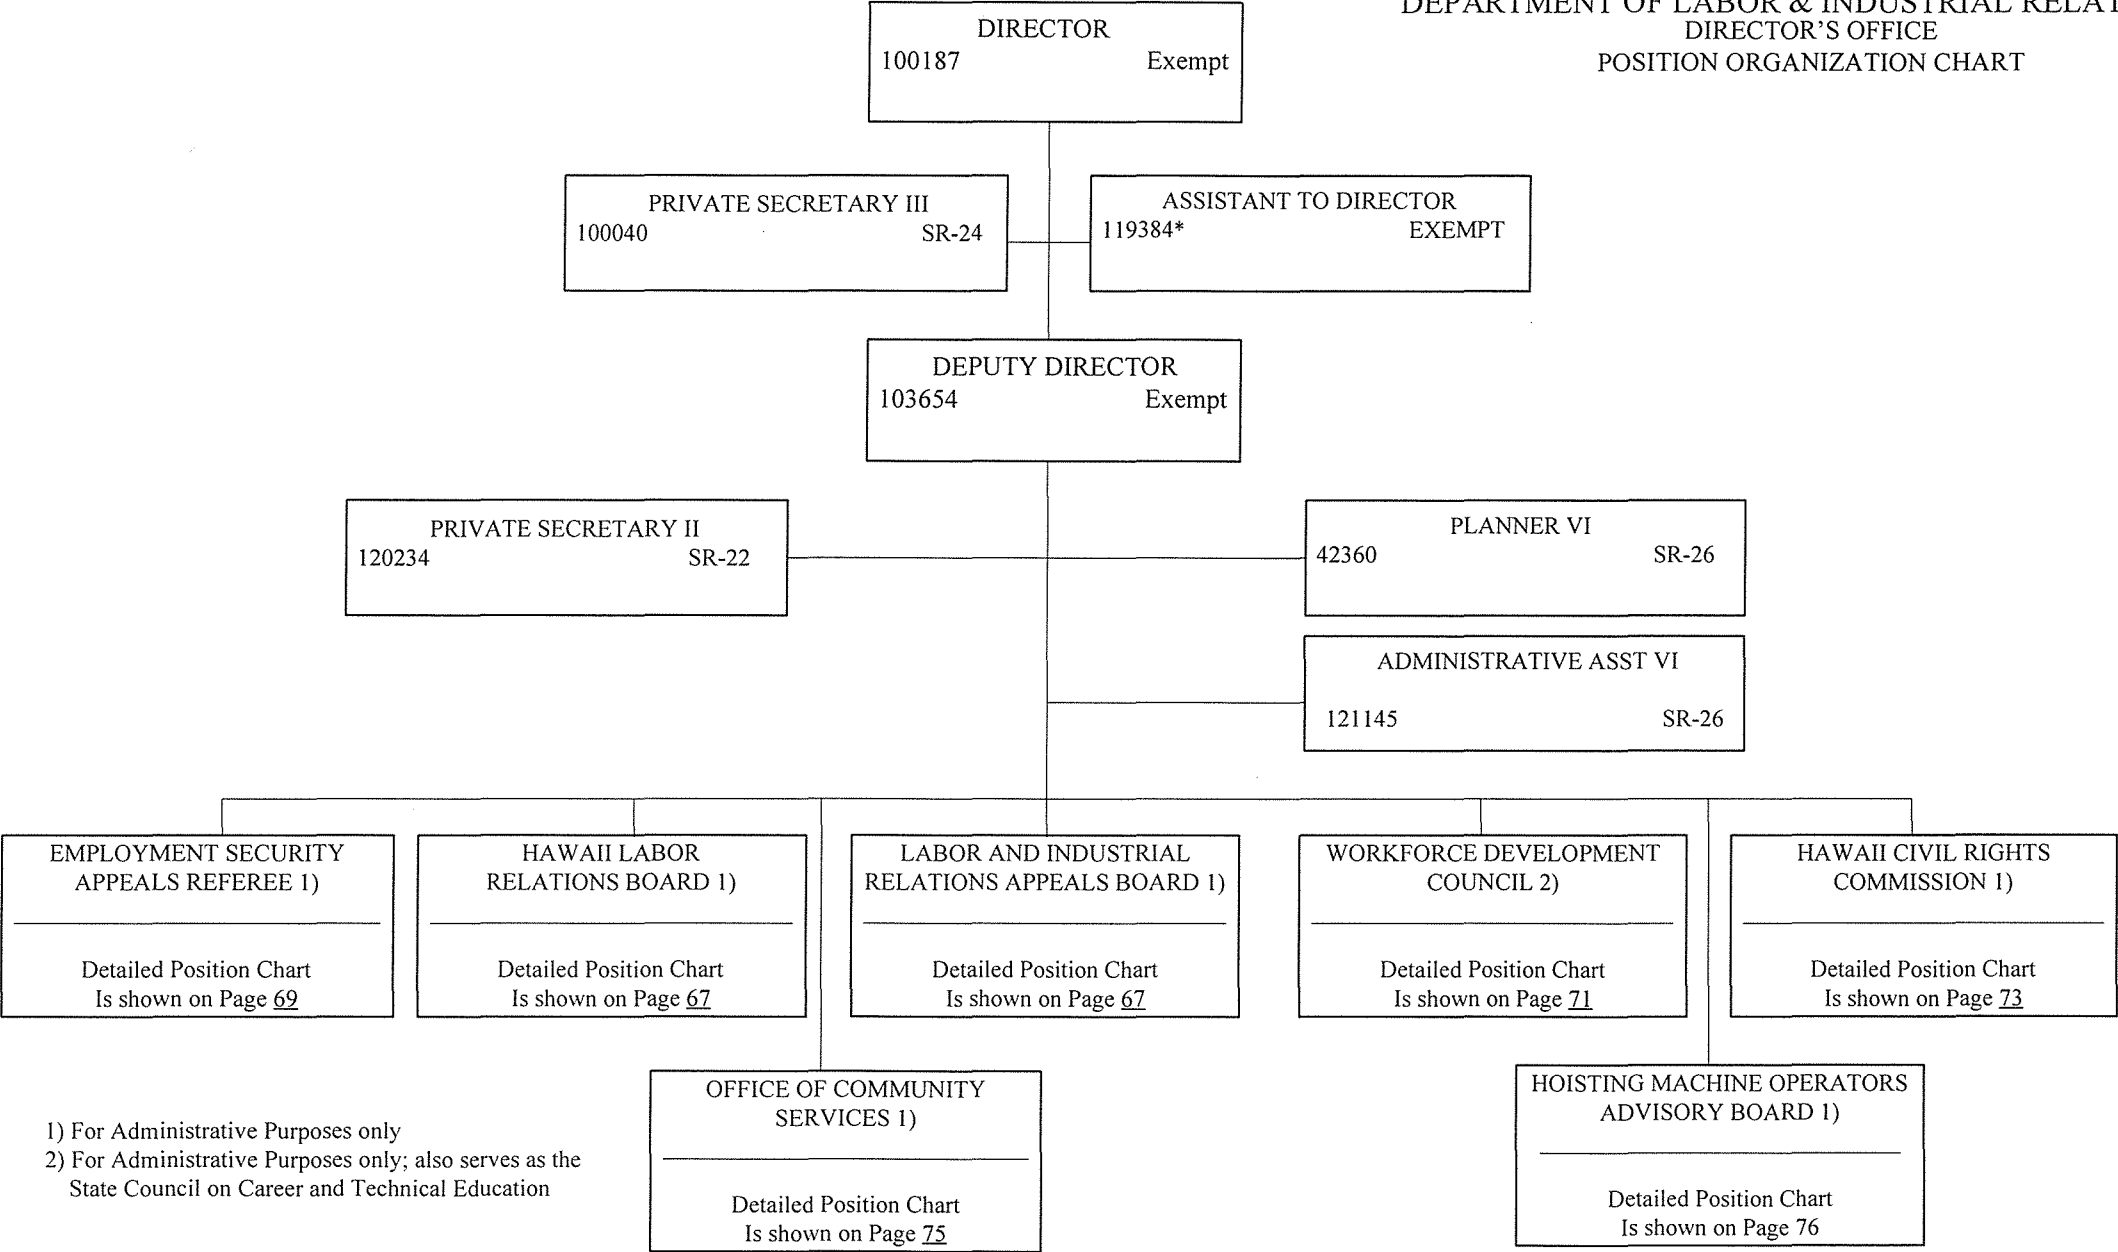 DEPARTMENT OF LABOR & INDUSTRIAL
DIRECTOR'S OFFICE
POSITION ORGANIZATION CHART
DIRECTOR
100187 Exempt
PRIVATE SECRETARY III
100040 SR-24
ASSISTANT TO DIRECTOR
119384* EXEMPT
DEPUTY DIRECTOR
103654 Exempt
PRIVATE SECRETARY II
120234 SR-22
PLANNER VI
42360 SR-26
ADMINISTRATIVE ASST VI
121145 SR-26
EMPLOYMENT SECURITY
APPEALS REFEREE 1)
Detailed Position Chart
Is shown on Page 69
HAWAII LABOR
RELATIONS BOARD 1)
Detailed Position Chart
Is shown on Page 67
LABOR AND INDUSTRIAL
RELATIONS APPEALS BOARD 1)
Detailed Position Chart
Is shown on Page 67
WORKFORCE DEVELOPMENT
COUNCIL 2)
Detailed Position Chart
Is shown on Page 71
HAWAII CIVIL RIGHTS
COMMISSION 1)
Detailed Position Chart
Is shown on Page 73
OFFICE OF COMMUNITY
SERVICES 1)
Detailed Position Chart
Is shown on Page 75
HOISTING MACHINE OPERATORS
ADVISORY BOARD 1)
Detailed Position Chart
Is shown on Page 76
1) For Administrative Purposes only
2) For Administrative Purposes only; also serves as the
State Council on Career and Technical Education